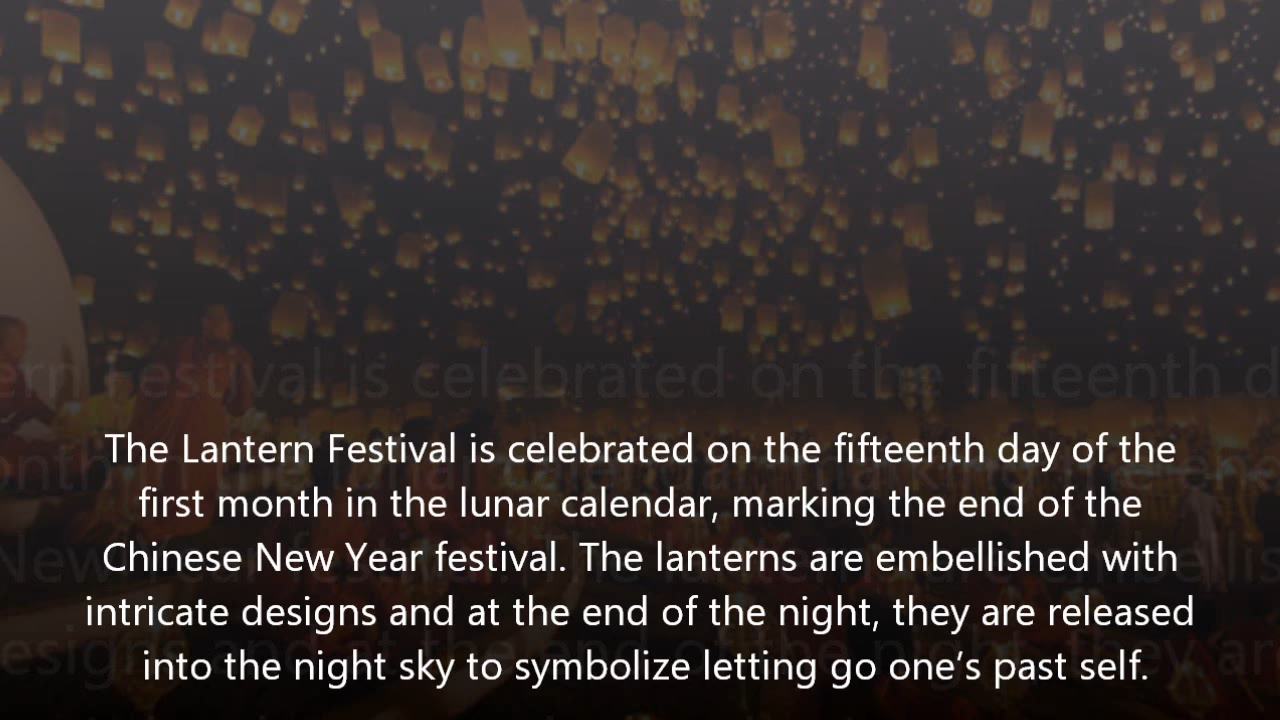 The Lantern Festival is celebrated on the fifteenth day of the
first month in the lunar calendar, marking the end of the
Chinese New Year festival. The lanterns are embellished with
intricate designs and at the end of the night, they are released
into the night sky to symbolize letting go one’s past self.